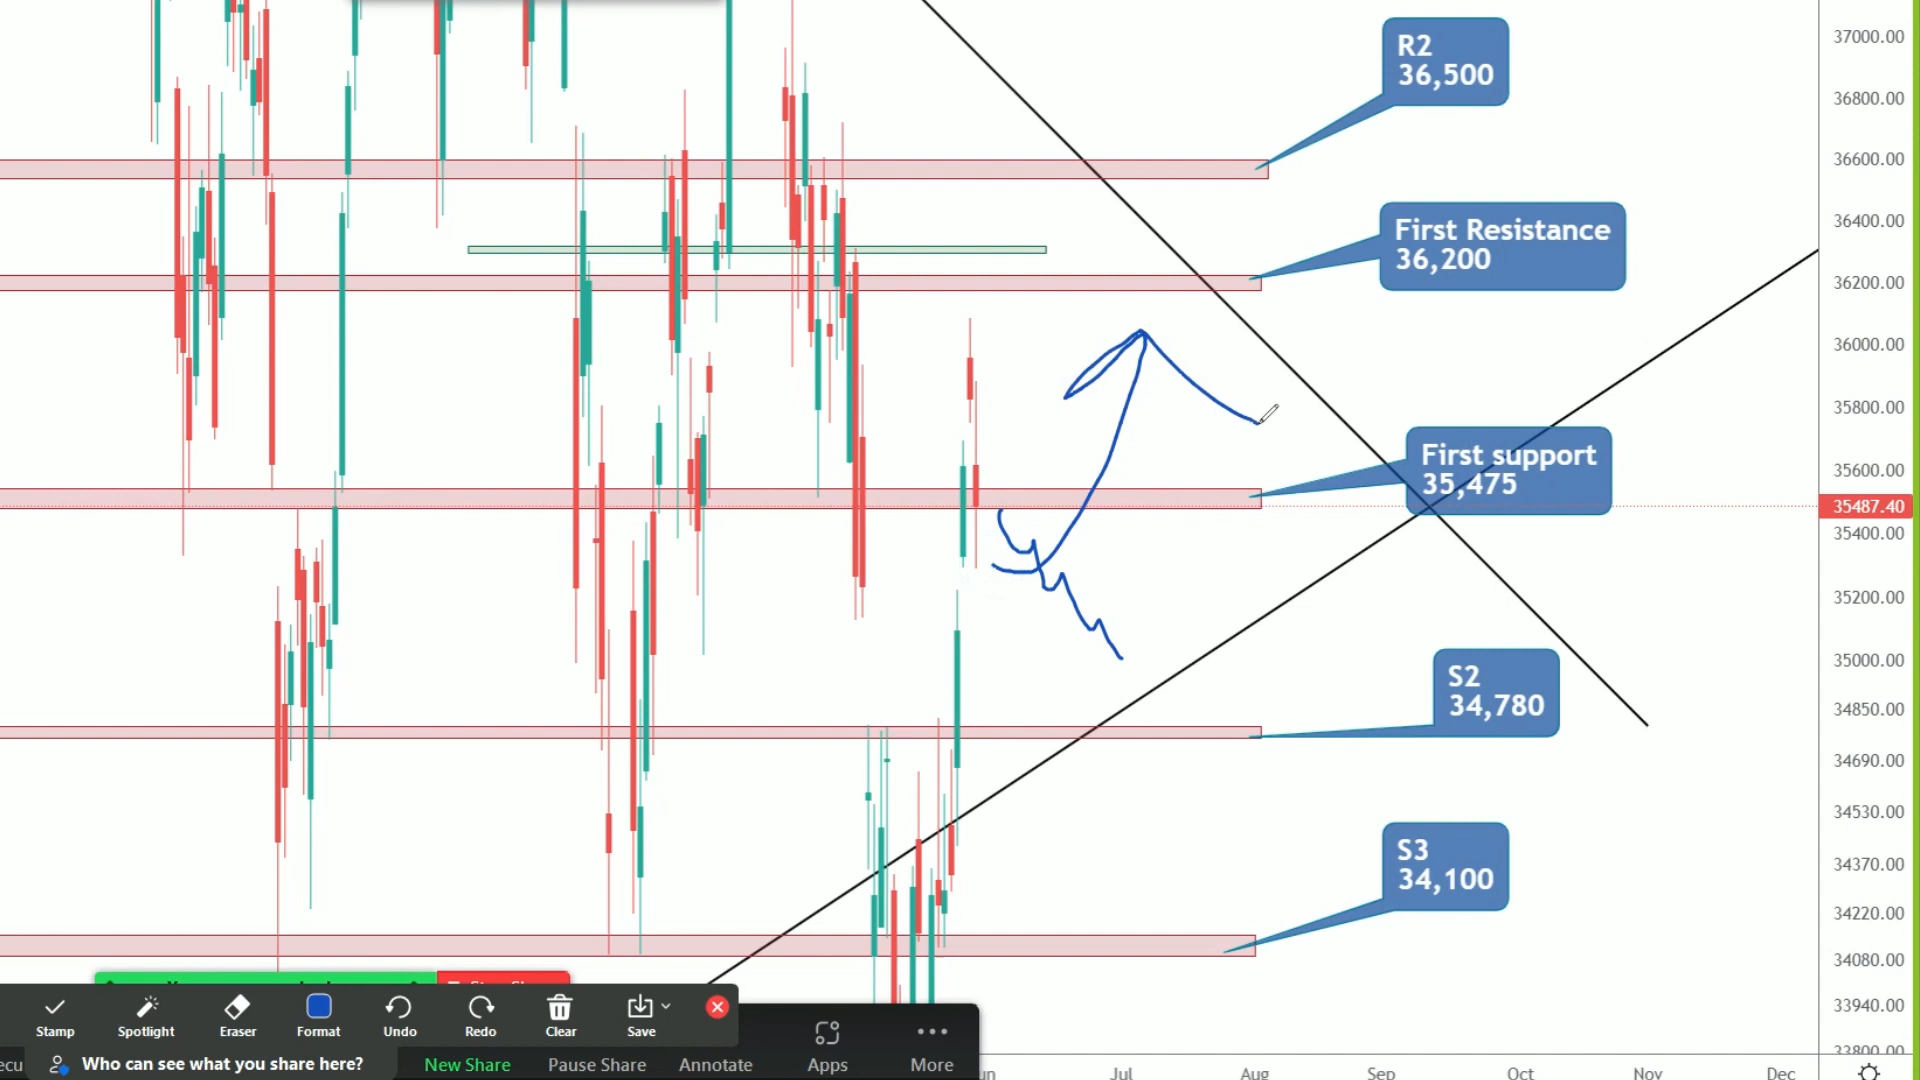 R2
36,500
First Resistance
36,200
First support
35,475
S2
34,780
S3
34,100
37000.00
36800.00
36600.00
36400.00
36200.00
36000.00
35800.00
35600.00
35487.40
35400.00
35200.00
35000.00
34850.00
34690.00
34530.00
34370.00
34220.00
34080.00
33940.00
33800.00
Jul
Aug
Sep
Oct
Nov
Dec
Stamp
Spotlight
Eraser
Format
Undo
Redo
Clear
Save
Who can see what you share here?
New Share
Pause Share
Annotate
Apps
More